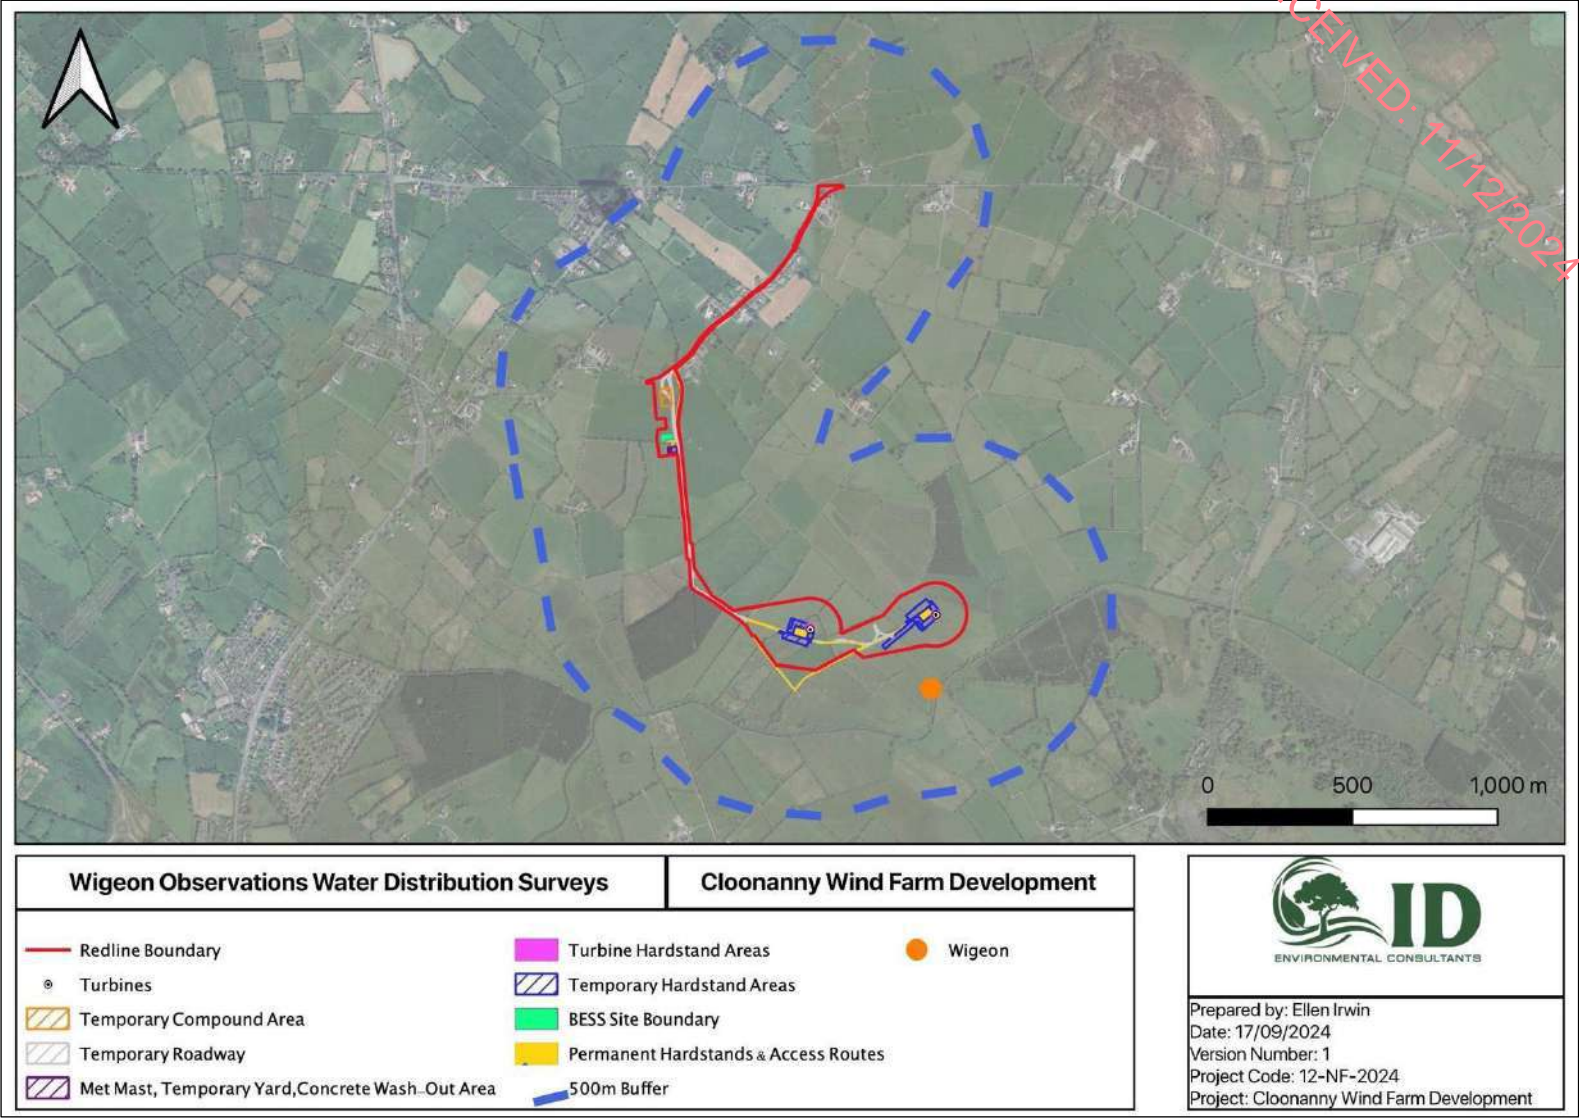 CEIVED: 11/12/2024
0 500 1,000 m
Wigeon Observations Water Distribution Surveys
Cloonanny Wind Farm Development
Redline Boundary
Turbines
Temporary Compound Area
Temporary Roadway
Met Mast, Temporary Yard,Concrete Wash_Out Area
Turbine Hardstand Areas
Temporary Hardstand Areas
BESS Site Boundary
Permanent Hardstands & Access Routes
500m Buffer
Wigeon
ID
ENVIRONMENTAL CONSULTANTS
Prepared by: Ellen Irwin
Date: 17/09/2024
Version Number: 1
Project Code: 12-NF-2024
Project: Cloonanny Wind Farm Development